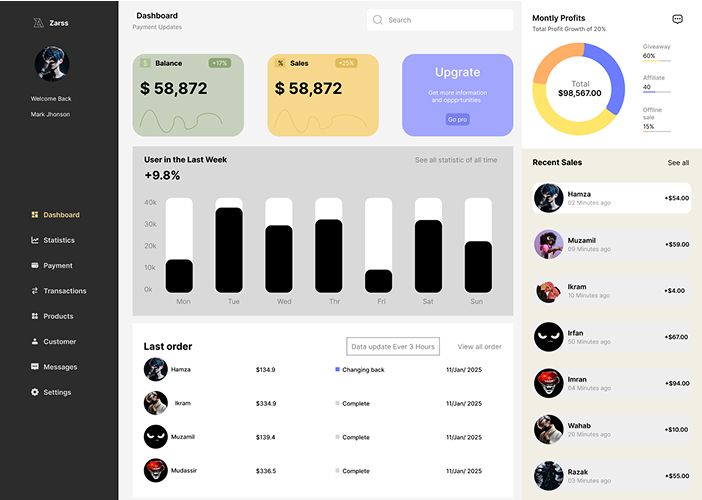 Zarss
Welcome Back
Mark Jhonson
Dashboard
Statistics
Payment
Transactions
Products
Customer
Messages
Settings
Dashboard
Payment Updates
Search
$ Balance +17%
$ 58,872
% Sales +25%
$ 58,872
Upgrate
Get more information
and opprtunities
Go pro
User in the Last Week
See all statistic of all time
+9.8%
40k
30k
20k
10k
0k
Mon Tue Wed Thr Fri Sat Sun
Last order
Data update Ever 3 Hours
View all order
Hamza $134.9 Changing back 11/Jan/ 2025
Ikram $334.9 Complete 11/Jan/ 2025
Muzamil $139.4 Complete 11/Jan/ 2025
Mudassir $336.5 Complete 11/Jan/ 2025
Montly Profits
Total Profit Growth of 20%
Total
$98,567.00
Giveaway
60%
Affiliate
40
Offline
sale
15%
Recent Sales See all
Hamza
02 Minutes ago
+$54.00
Muzamil
09 Minutes ago
+$59.00
Ikram
10 Minutes ago
+$4.00
Irfan
50 Minutes ago
+$67.00
Imran
04 Minutes ago
+$94.00
Wahab
20 Minutes ago
+$10.00
Razak
30 Minutes ago
+$55.00